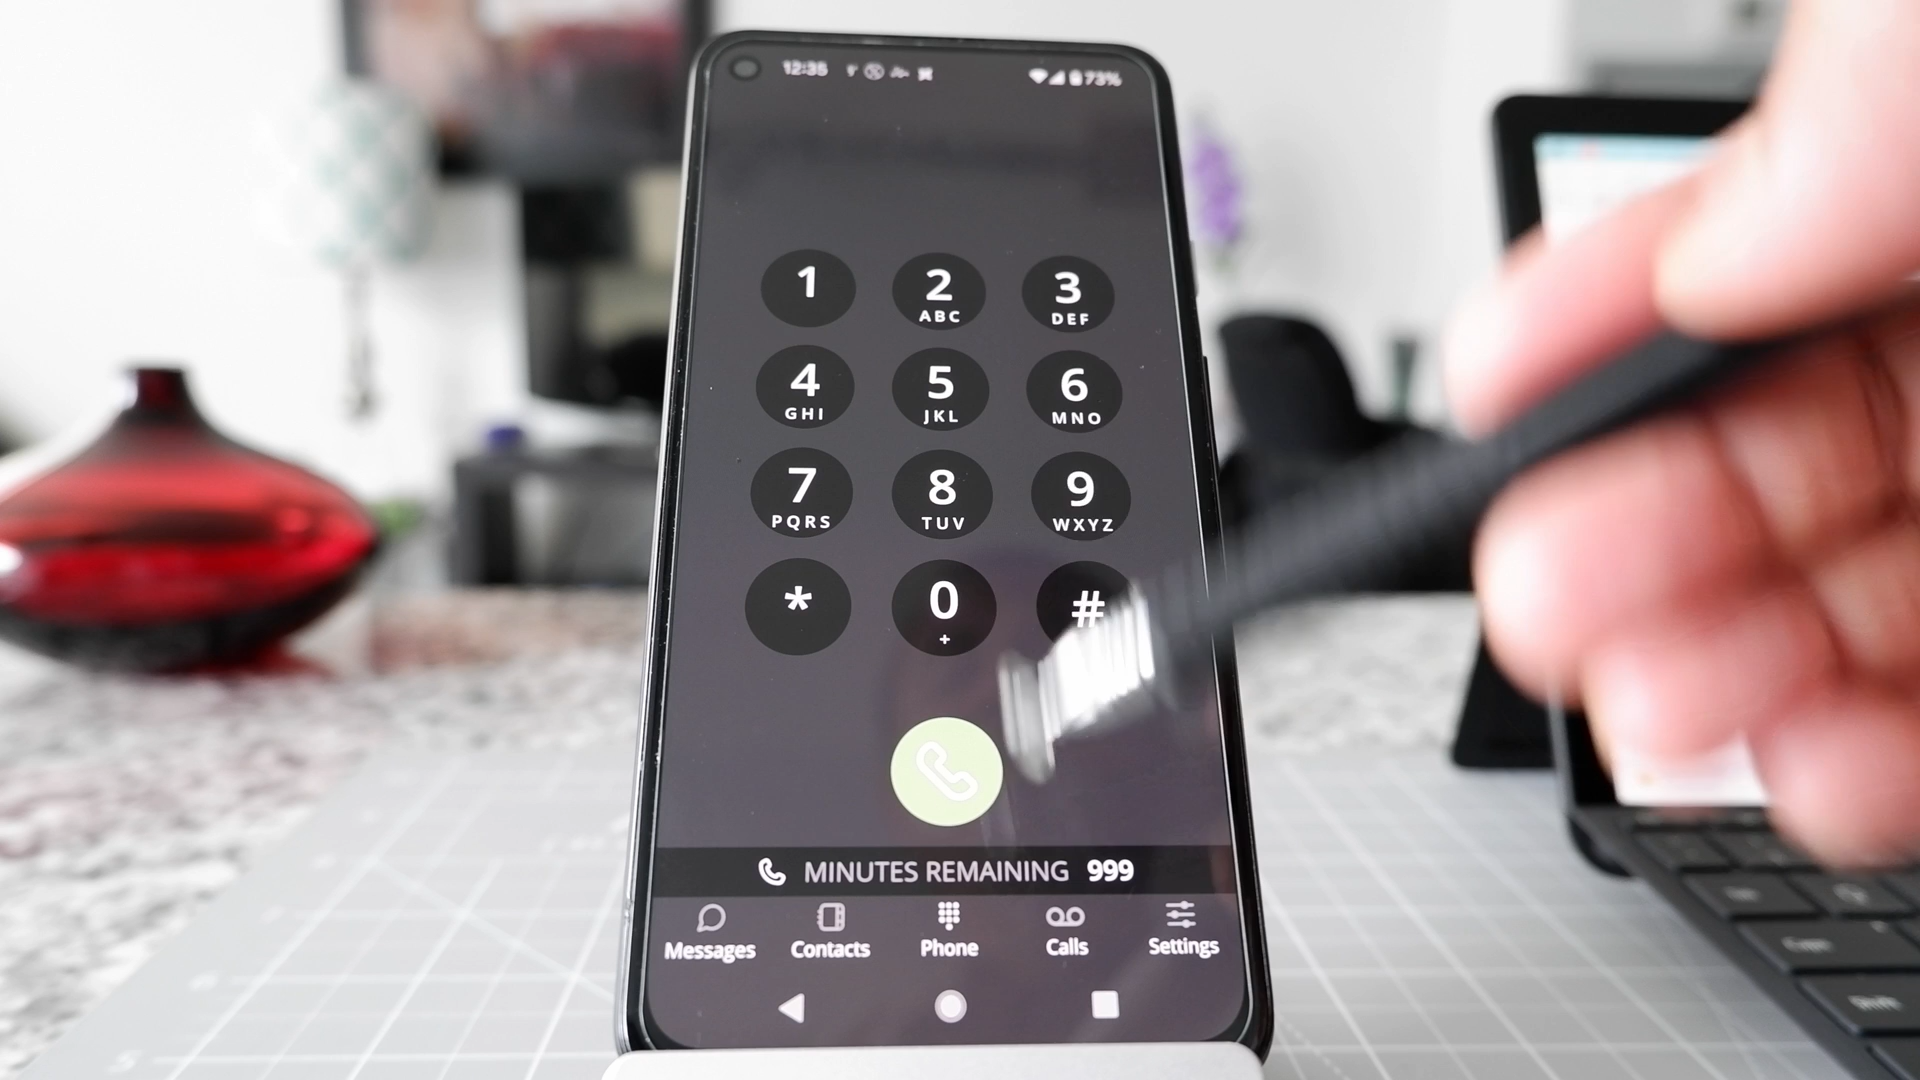 12:35 73%
1 2 3
ABC DEF
4 5 6
GHI JKL MNO
7 8 9
PQRS TUV WXYZ
* 0 #
+
MINUTES REMAINING 999
Messages Contacts Phone Calls Settings
Shift